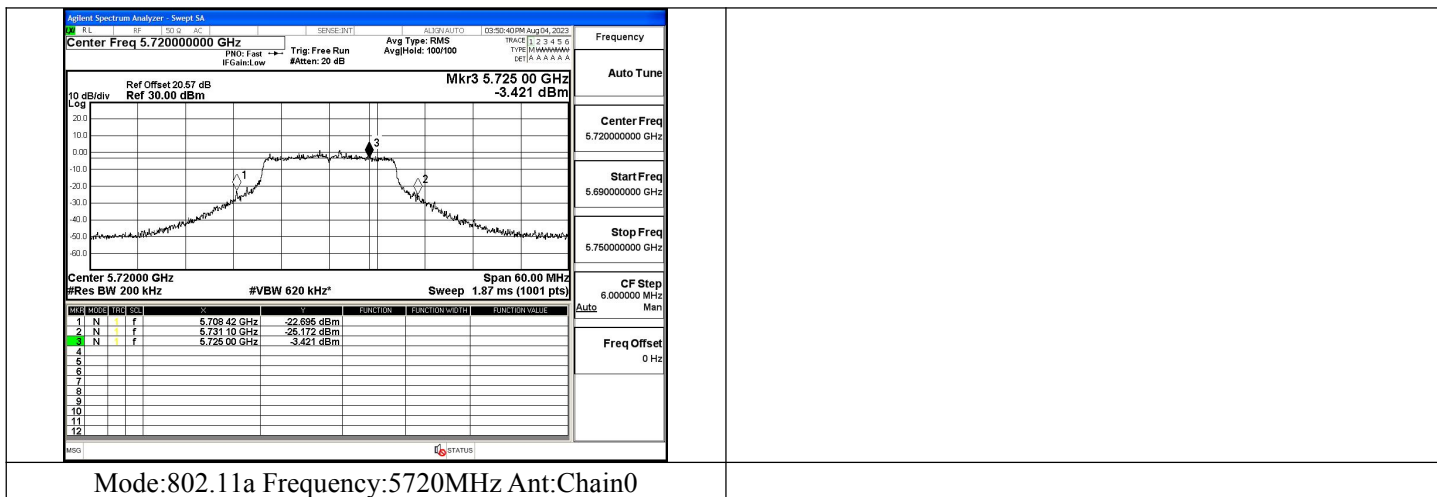 Agilent Spectrum Analyzer - Swept SA
LXI RL RF 50 Ω AC SENSE:INT ALIGN AUTO 03:50:40 PM Aug 04, 2023
Center Freq 5.720000000 GHz
PNO: Fast
IFGain:Low
Trig: Free Run
#Atten: 20 dB
Avg Type: RMS
Avg|Hold: 100/100
TRACE 1 2 3 4 5 6
TYPE M WWWWW
DET A A A A A A
Ref Offset 20.57 dB
10 dB/div Ref 30.00 dBm
Log
Mkr3 5.725 00 GHz
-3.421 dBm
20.0
10.0
0.00
-10.0
-20.0
-30.0
-40.0
-50.0
-60.0
1
2
3
Center 5.72000 GHz Span 60.00 MHz
#Res BW 200 kHz #VBW 620 kHz* Sweep 1.87 ms (1001 pts)
MKR MODE TRC SCL X Y FUNCTION FUNCTION WIDTH FUNCTION VALUE
1 N 1 f 5.708 42 GHz -22.695 dBm
2 N 1 f 5.731 10 GHz -25.172 dBm
3 N 1 f 5.725 00 GHz -3.421 dBm
4
5
6
7
8
9
10
11
12
MSG STATUS
Frequency
Auto Tune
Center Freq
5.720000000 GHz
Start Freq
5.690000000 GHz
Stop Freq
5.750000000 GHz
CF Step
6.000000 MHz
Auto Man
Freq Offset
0 Hz
Mode:802.11a Frequency:5720MHz Ant:Chain0